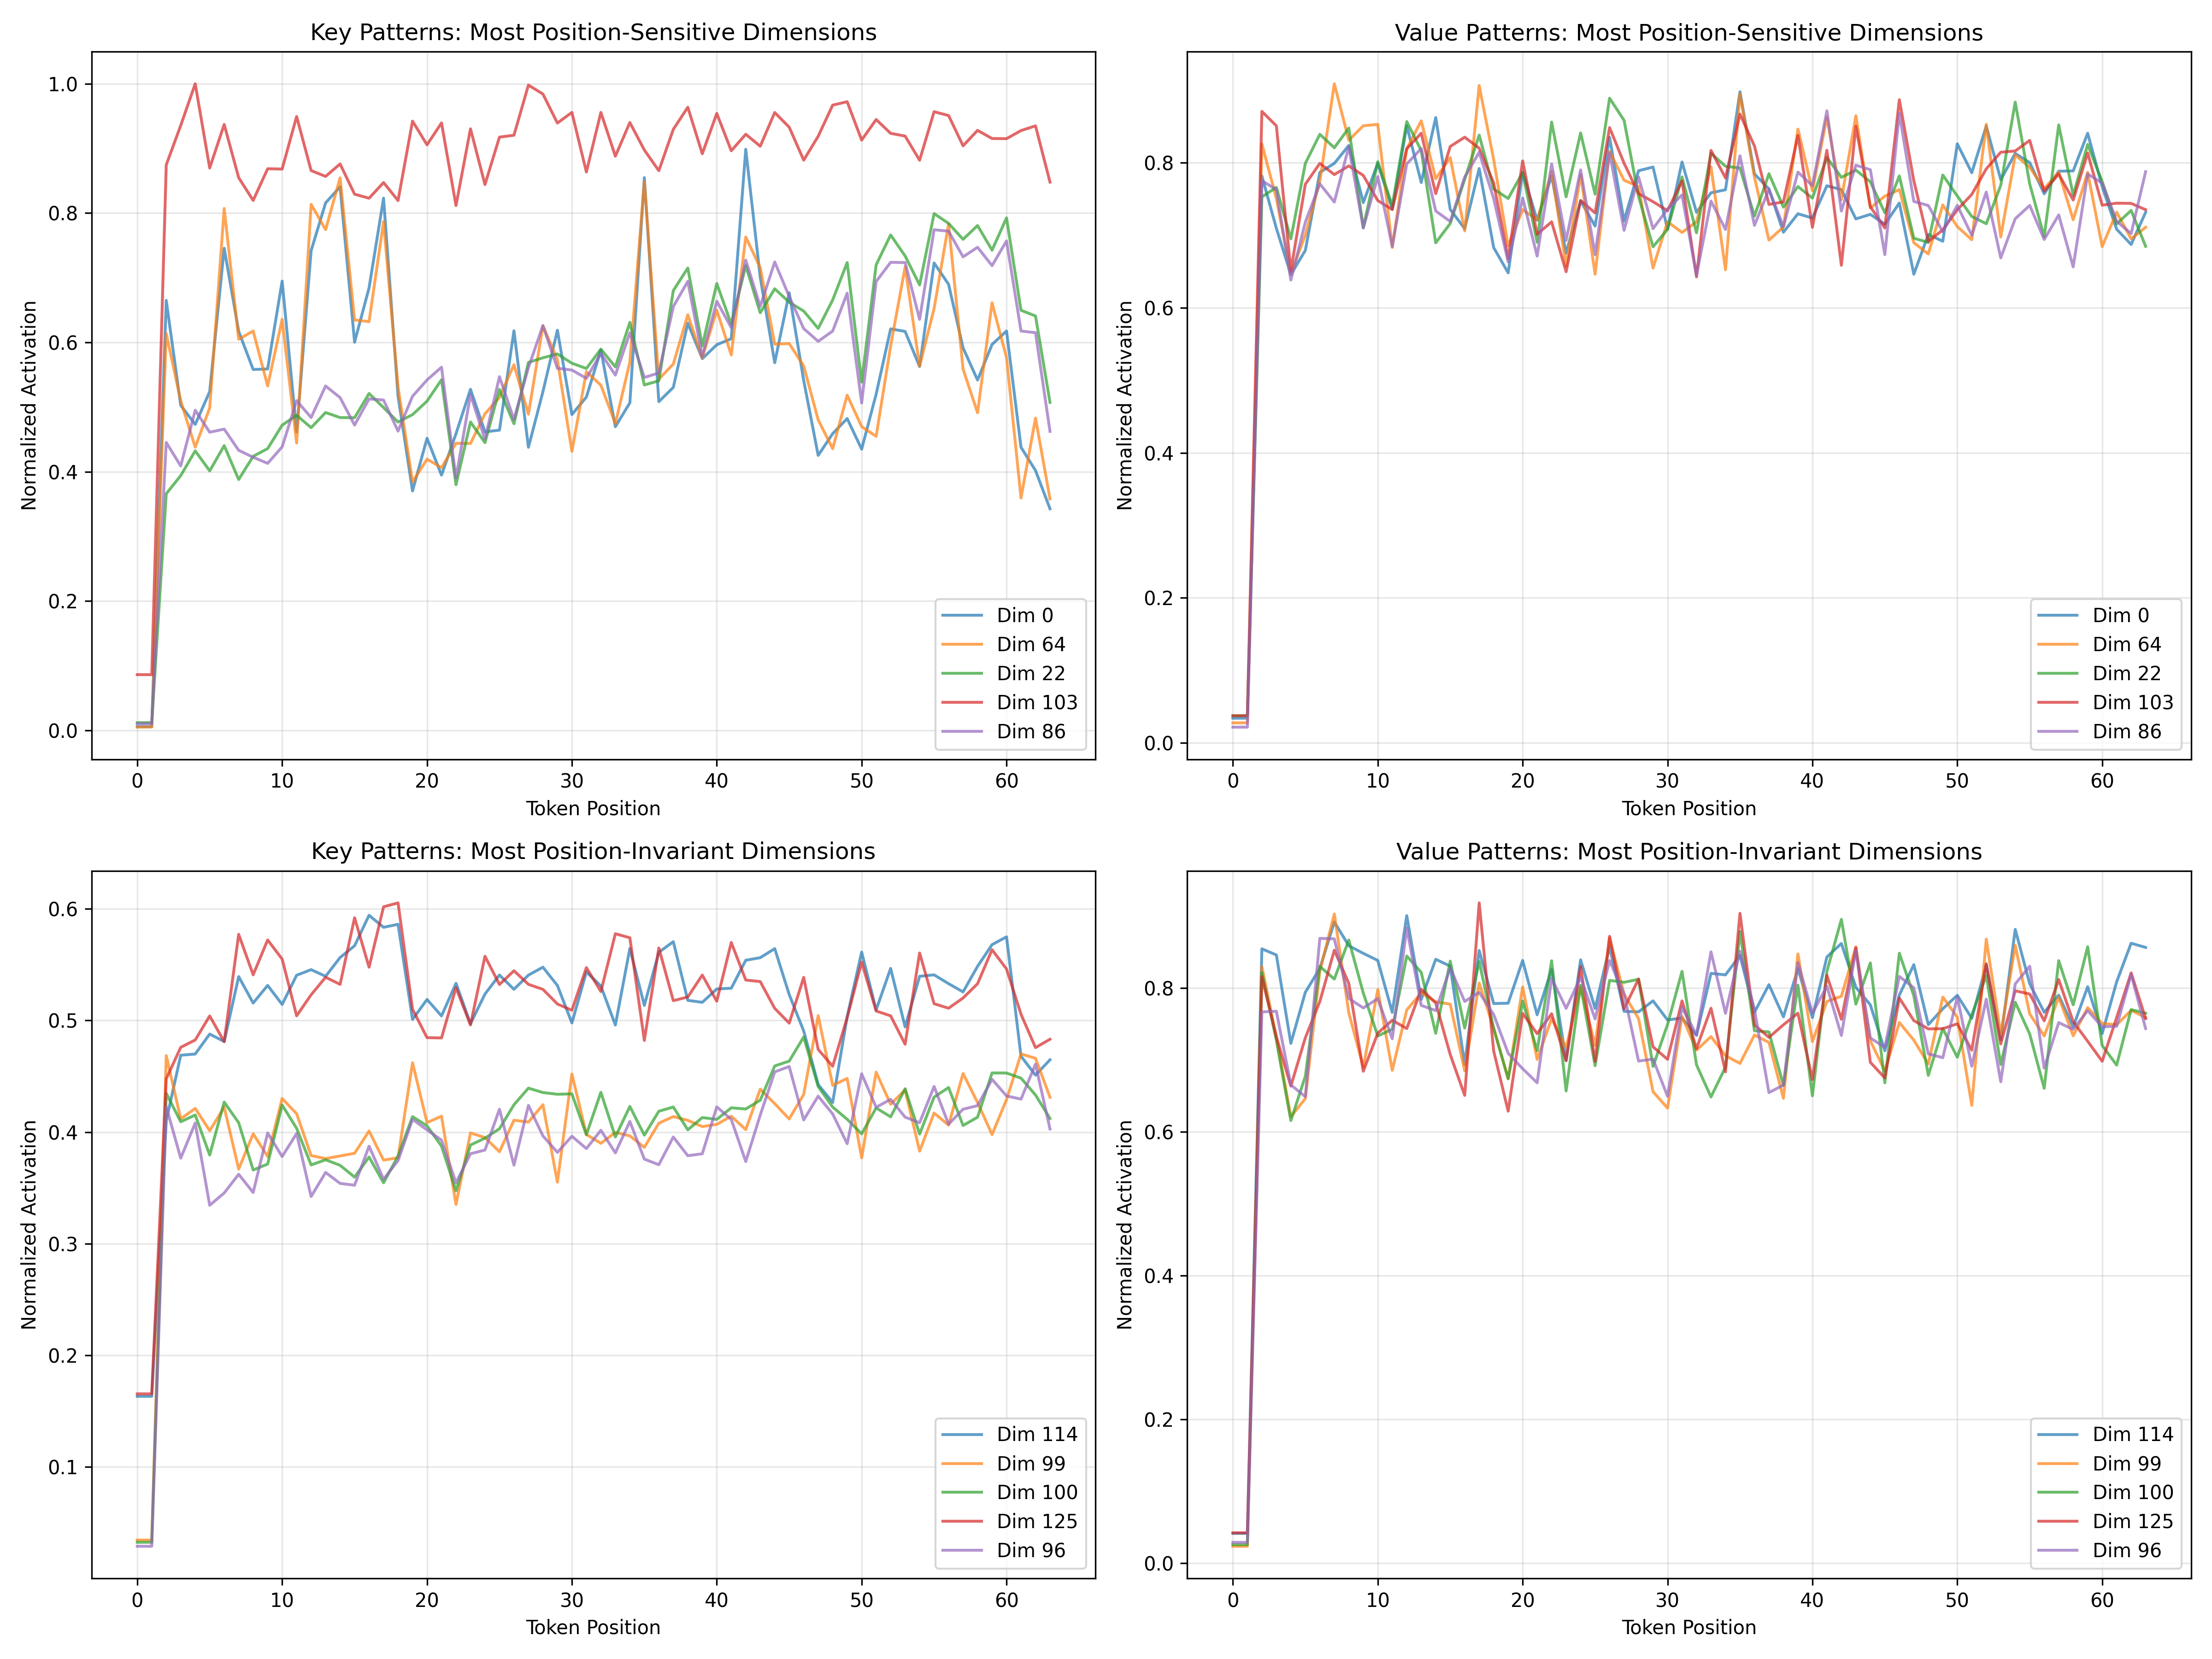 Key Patterns: Most Position-Sensitive Dimensions
Normalized Activation
1.0
0.8
0.6
0.4
0.2
0.0
0 10 20 30 40 50 60
Token Position
Dim 0
Dim 64
Dim 22
Dim 103
Dim 86
Value Patterns: Most Position-Sensitive Dimensions
Normalized Activation
0.8
0.6
0.4
0.2
0.0
0 10 20 30 40 50 60
Token Position
Dim 0
Dim 64
Dim 22
Dim 103
Dim 86
Key Patterns: Most Position-Invariant Dimensions
Normalized Activation
0.6
0.5
0.4
0.3
0.2
0.1
0 10 20 30 40 50 60
Token Position
Dim 114
Dim 99
Dim 100
Dim 125
Dim 96
Value Patterns: Most Position-Invariant Dimensions
Normalized Activation
0.8
0.6
0.4
0.2
0.0
0 10 20 30 40 50 60
Token Position
Dim 114
Dim 99
Dim 100
Dim 125
Dim 96